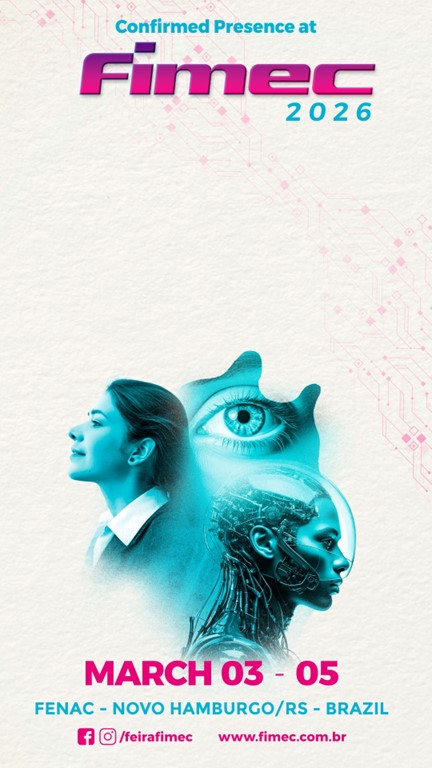 Confirmed Presence at
Fimec
2026
MARCH 03 - 05
FENAC - NOVO HAMBURGO/RS - BRAZIL
/feirafimec www.fimec.com.br